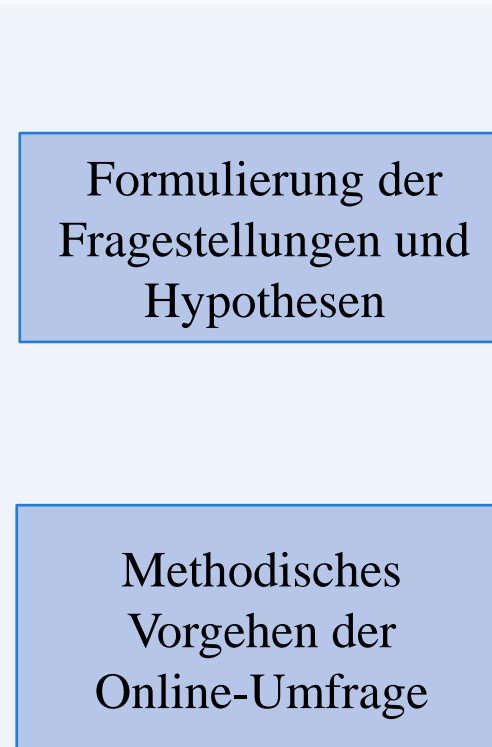 Formulierung der
Fragestellungen und
Hypothesen
Methodisches
Vorgehen der
Online-Umfrage